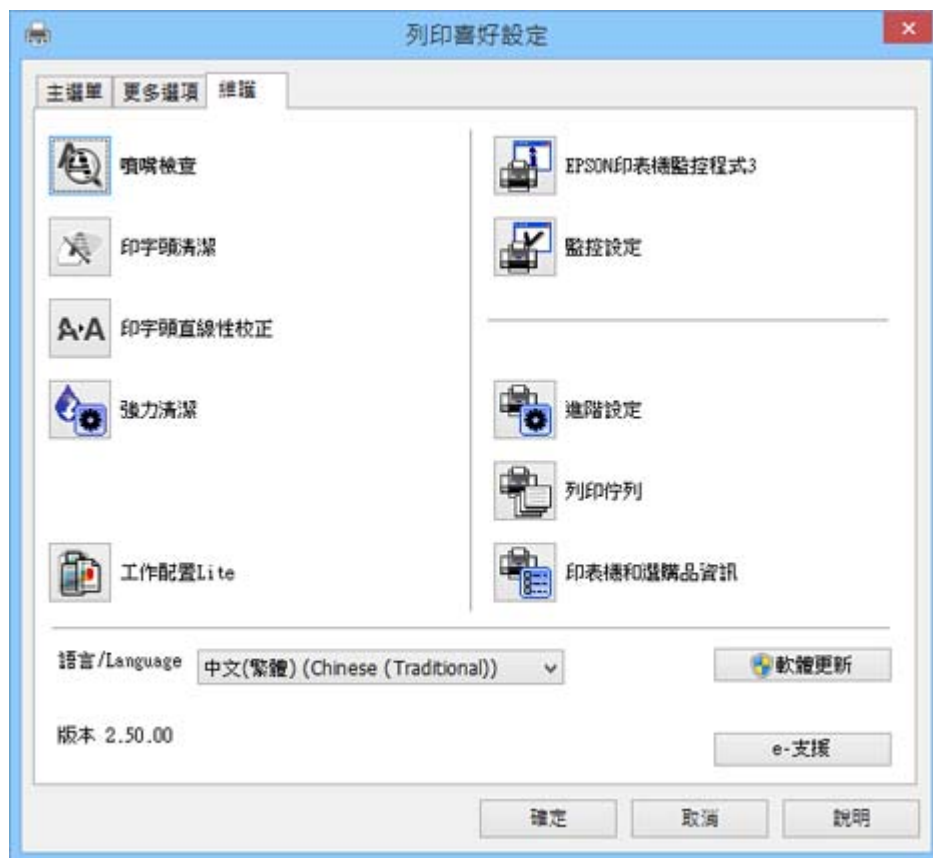 列印喜好設定
主選單 更多選項 維護
噴嘴檢查
印字頭清潔
印字頭直線性校正
強力清潔
工作配置Lite
EPSON印表機監控程式3
監控設定
進階設定
列印佇列
印表機和選購品資訊
語言/Language 中文(繁體) (Chinese (Traditional))
軟體更新
版本 2.50.00
e-支援
確定 取消 說明